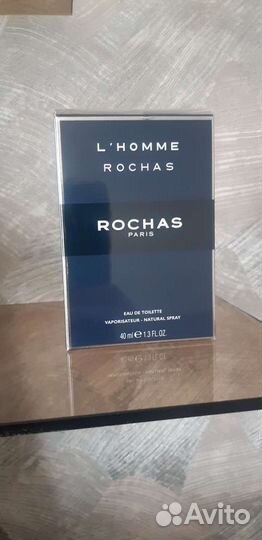 L'HOMME
ROCHAS
ROCHAS
PARIS
EAU DE TOILETTE
VAPORISATEUR - NATURAL SPRAY
40 ml ℮ 1.3 FL.OZ.
Avito